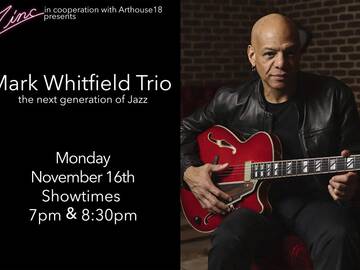 Zinc in cooperation with Arthouse18
presents
Mark Whitfield Trio
the next generation of Jazz
Monday
November 16th
Showtimes
7pm & 8:30pm